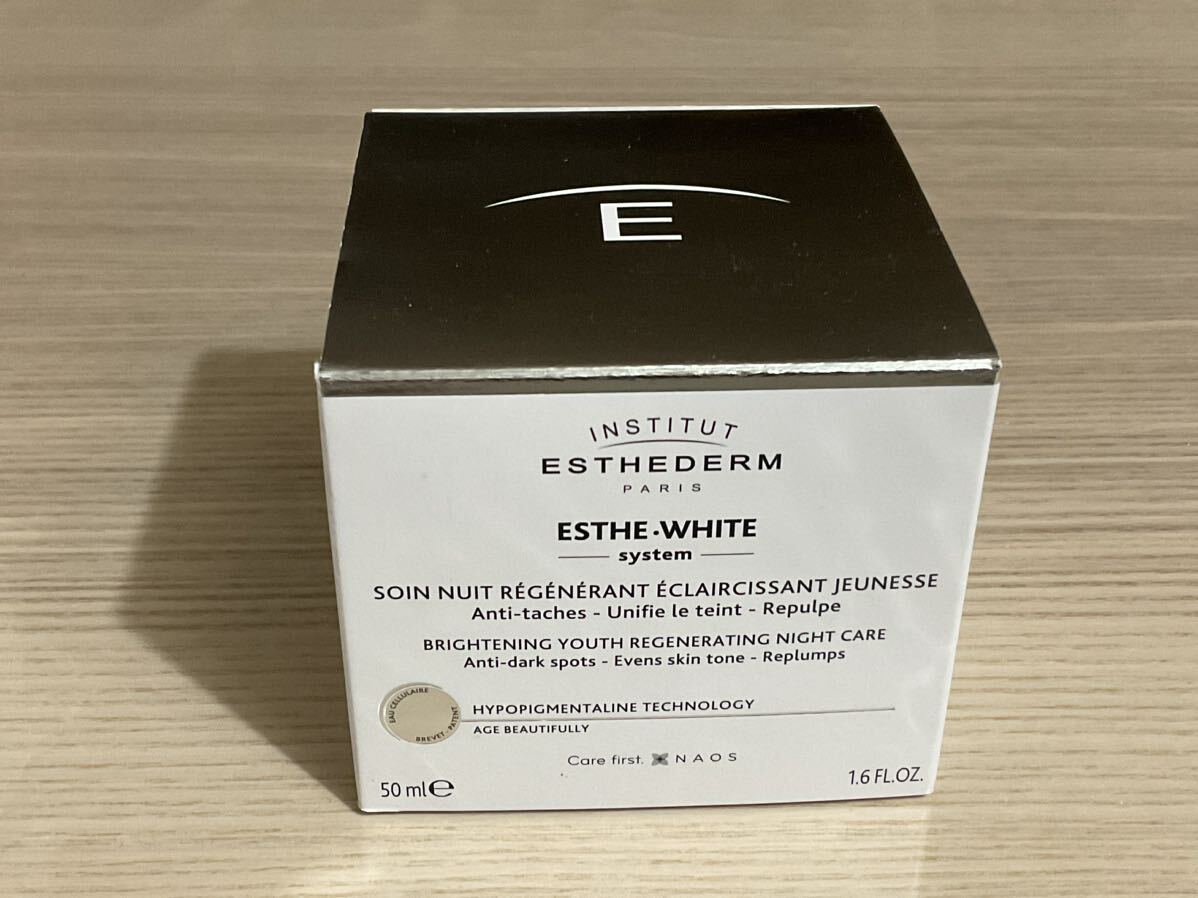 E
INSTITUT
ESTHEDERM
PARIS
ESTHE·WHITE
system
SOIN NUIT RÉGÉNÉRANT ÉCLAIRCISSANT JEUNESSE
Anti-taches - Unifie le teint - Repulpe
BRIGHTENING YOUTH REGENERATING NIGHT CARE
Anti-dark spots - Evens skin tone - Replumps
EAU CELLULAIRE
BREVET - PATENT
HYPOPIGMENTALINE TECHNOLOGY
AGE BEAUTIFULLY
Care first. NAOS
50 ml ℮
1.6 FL.OZ.